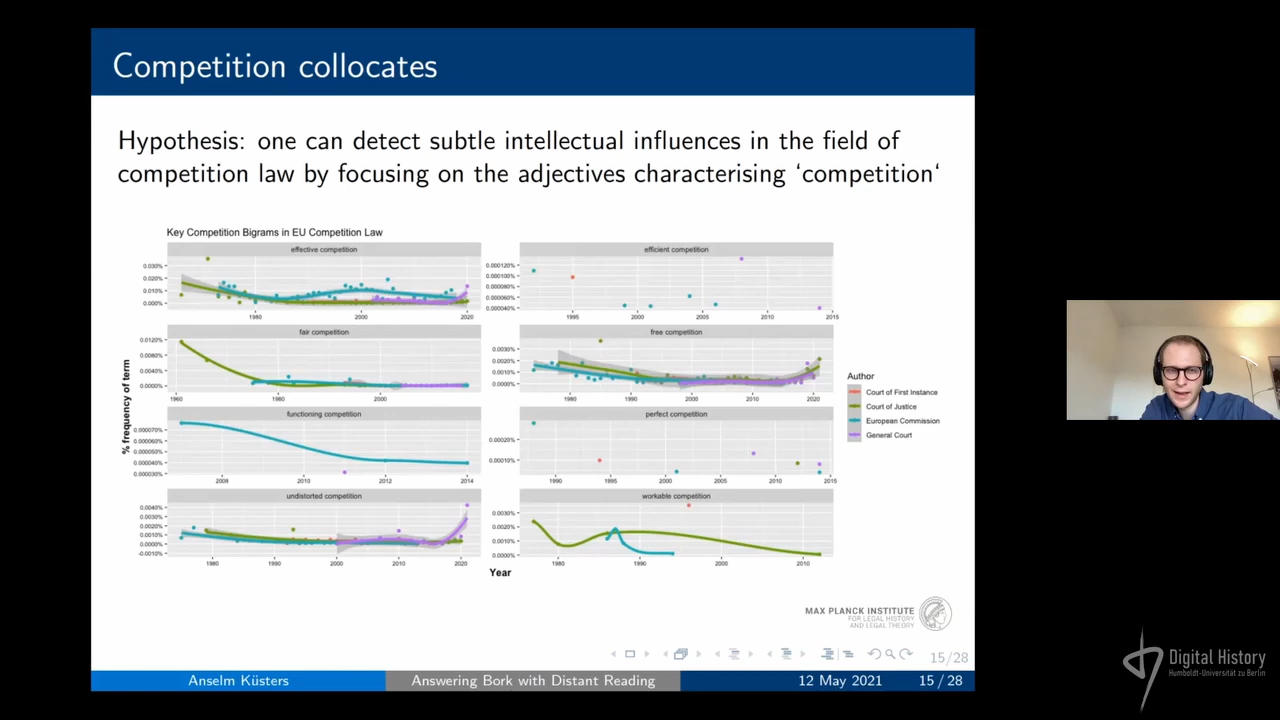 Competition collocates
Hypothesis: one can detect subtle intellectual influences in the field of
competition law by focusing on the adjectives characterising ‘competition‘
Key Competition Bigrams in EU Competition Law
% frequency of term
effective competition
0.030%
0.020%
0.010%
0.000%
1980
2000
2020
efficient competition
0.000120%
0.000100%
0.000080%
0.000060%
0.000040%
1995
2000
2005
2010
2015
fair competition
0.0120%
0.0080%
0.0040%
0.0000%
1960
1980
2000
free competition
0.0030%
0.0020%
0.0010%
0.0000%
1980
1990
2000
2010
2020
functioning competition
0.000070%
0.000060%
0.000050%
0.000040%
0.000030%
2008
2010
2012
2014
perfect competition
0.00020%
0.00010%
1990
1995
2000
2005
2010
2015
undistorted competition
0.0040%
0.0030%
0.0020%
0.0010%
0.0000%
-0.0010%
1980
1990
2000
2010
2020
workable competition
0.0030%
0.0020%
0.0010%
0.0000%
1980
1990
2000
2010
Year
Author
Court of First Instance
Court of Justice
European Commission
General Court
MAX PLANCK INSTITUTE
FOR LEGAL HISTORY
AND LEGAL THEORY
15/28
Anselm Küsters
Answering Bork with Distant Reading
12 May 2021
15 / 28
Digital History
Humboldt-Universität zu Berlin